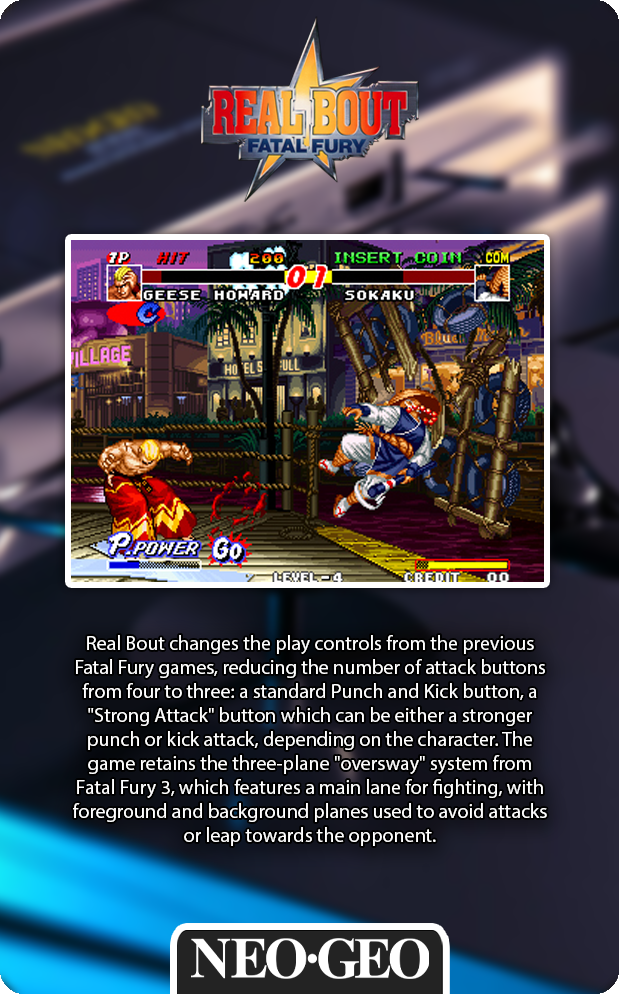 REAL BOUT
FATAL FURY
1P HIT 200 INSERT COIN COM
01
GEESE HOWARD SOKAKU
C
VILLAGE
HOTEL S
P.POWER GO
LEVEL-4 CREDIT 00
Real Bout changes the play controls from the previous
Fatal Fury games, reducing the number of attack buttons
from four to three: a standard Punch and Kick button, a
"Strong Attack" button which can be either a stronger
punch or kick attack, depending on the character. The
game retains the three-plane "oversway" system from
Fatal Fury 3, which features a main lane for fighting, with
foreground and background planes used to avoid attacks
or leap towards the opponent.
NEO•GEO